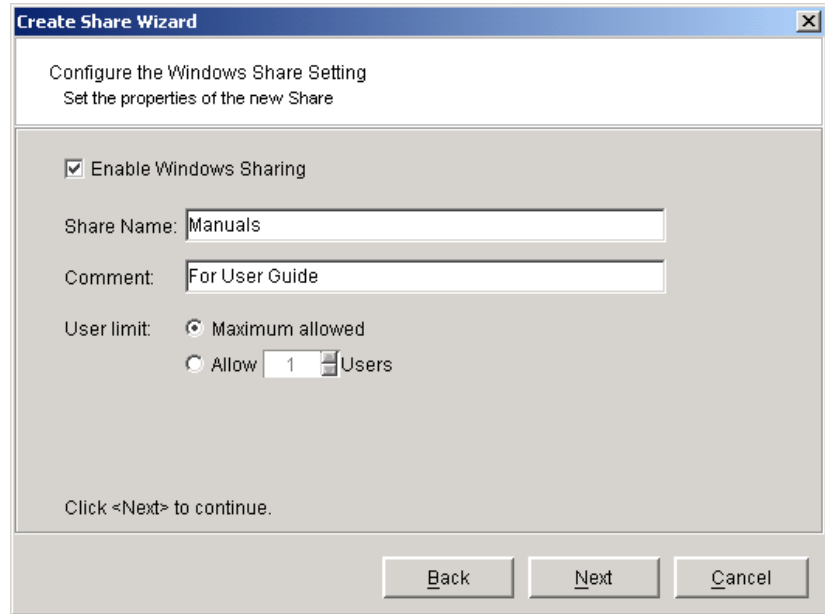 Create Share Wizard
Configure the Windows Share Setting
Set the properties of the new Share
Enable Windows Sharing
Share Name: Manuals
Comment: For User Guide
User limit: Maximum allowed
Allow 1 Users
Click <Next> to continue.
Back Next Cancel